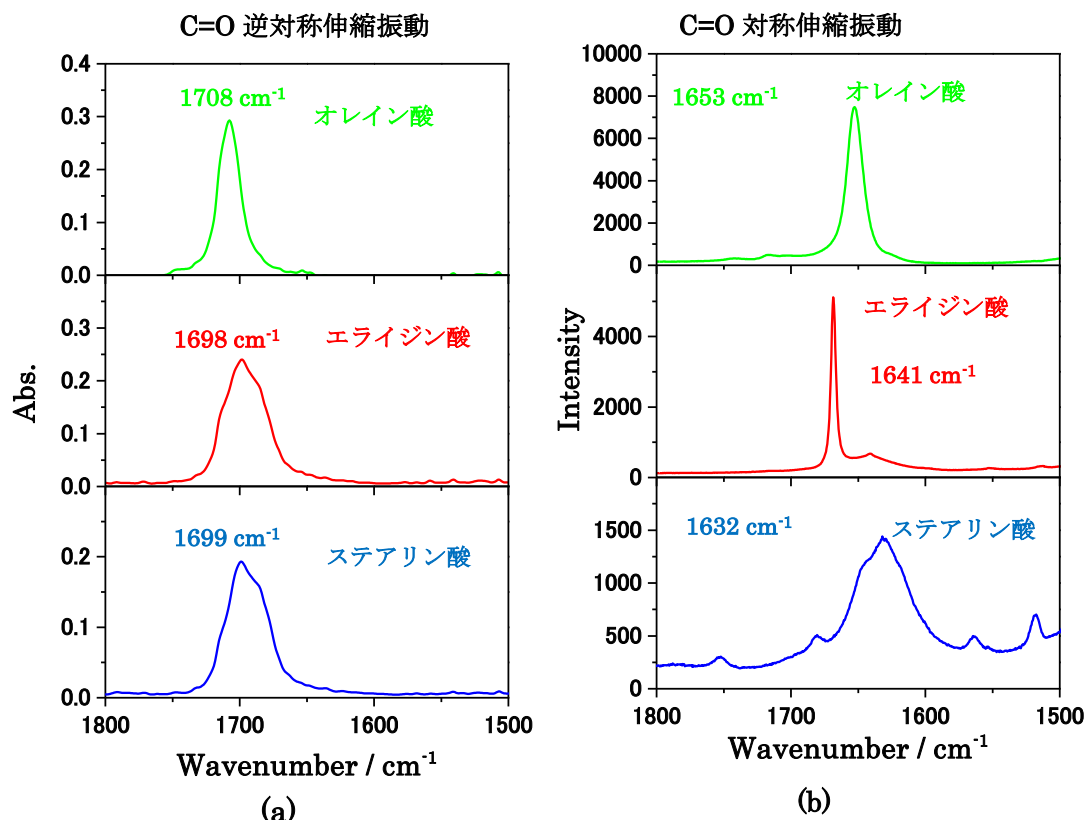 C=O 逆対称伸縮振動
0.4
1708 cm⁻¹
オレイン酸
0.3
0.2
0.1
0.0
0.3
1698 cm⁻¹
エライジン酸
0.2
0.1
0.0
1699 cm⁻¹
ステアリン酸
0.2
0.1
0.0
1800 1700 1600 1500
Abs.
Wavenumber / cm⁻¹
(a)
C=O 対称伸縮振動
10000
1653 cm⁻¹
オレイン酸
8000
6000
4000
2000
0
エライジン酸
4000
1641 cm⁻¹
2000
0
1632 cm⁻¹
ステアリン酸
1500
1000
500
0
1800 1700 1600 1500
Intensity
Wavenumber / cm⁻¹
(b)